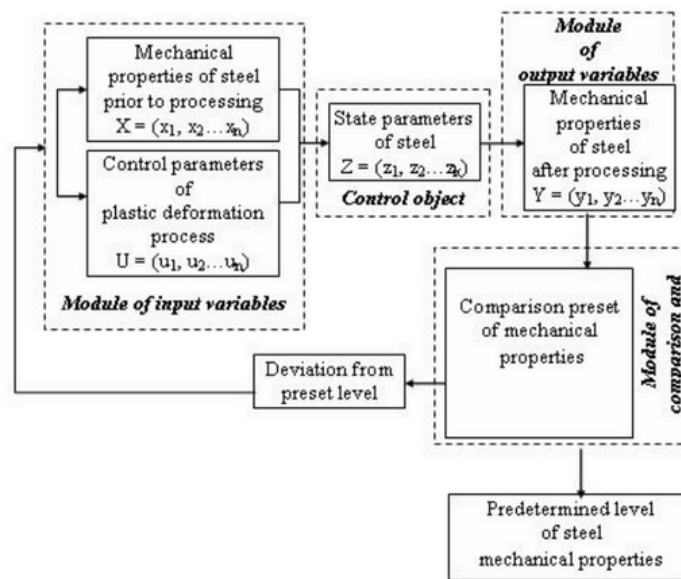 Mechanical
properties of steel
prior to processing
X = (x₁, x₂...xₙ)
Control parameters
of
plastic deformation
process
U = (u₁, u₂...uₙ)
Module of input variables
State parameters
of steel
Z = (z₁, z₂...zₖ)
Control object
Module
of
output variables
Mechanical
properties
of steel
after processing
Y = (y₁, y₂...yₙ)
Comparison preset
of mechanical
properties
Module of
comparison and
Deviation from
preset level
Predetermined level
of steel
mechanical properties